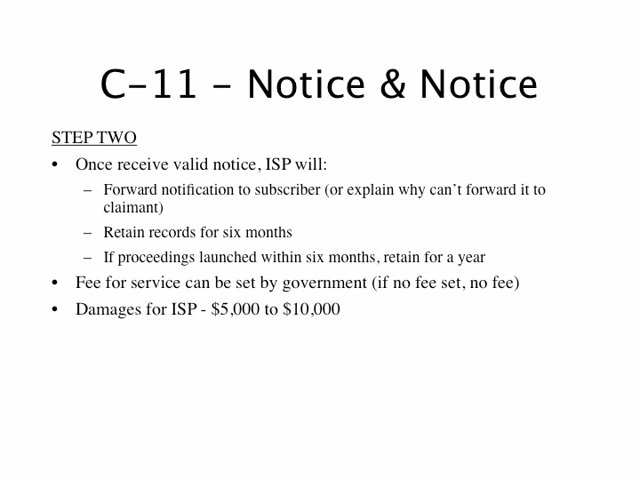 C-11 – Notice & Notice
STEP TWO
• Once receive valid notice, ISP will:
– Forward notification to subscriber (or explain why can't forward it to
claimant)
– Retain records for six months
– If proceedings launched within six months, retain for a year
• Fee for service can be set by government (if no fee set, no fee)
• Damages for ISP - $5,000 to $10,000